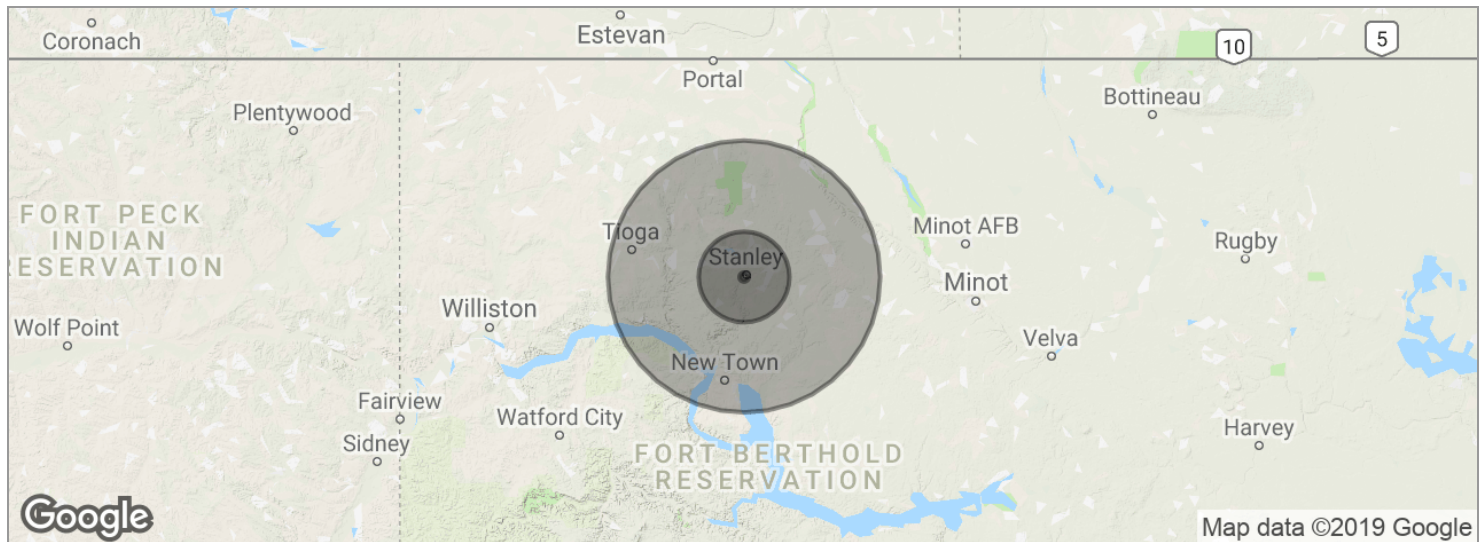 Coronach
Estevan
10
5
Portal
Plentywood
Bottineau
FORT PECK
INDIAN
RESERVATION
Tioga
Stanley
Minot AFB
Rugby
Minot
Williston
Wolf Point
Velva
New Town
Fairview
Watford City
Sidney
Harvey
FORT BERTHOLD
RESERVATION
Google
Map data ©2019 Google